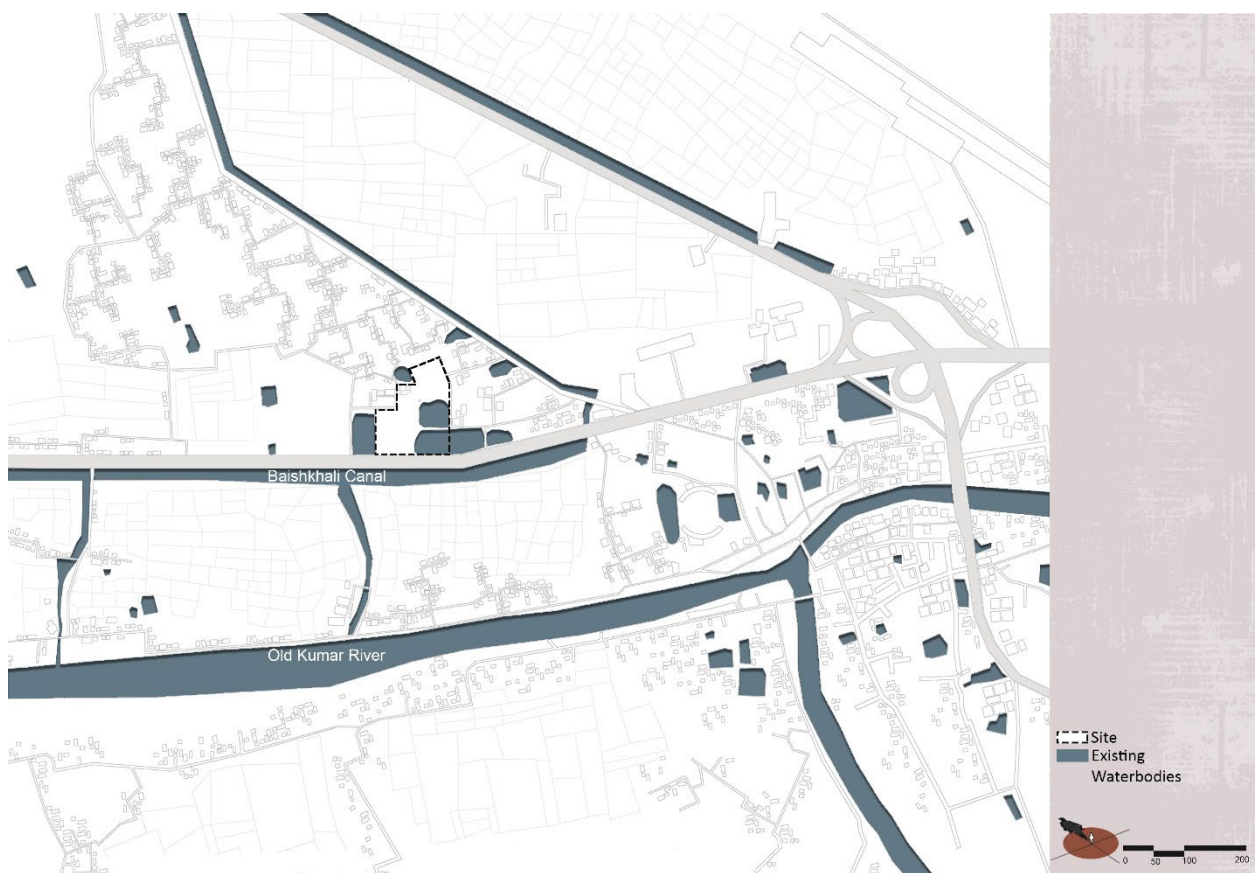 Baishkhali Canal
Old Kumar River
Site
Existing
Waterbodies
0 50 100 200